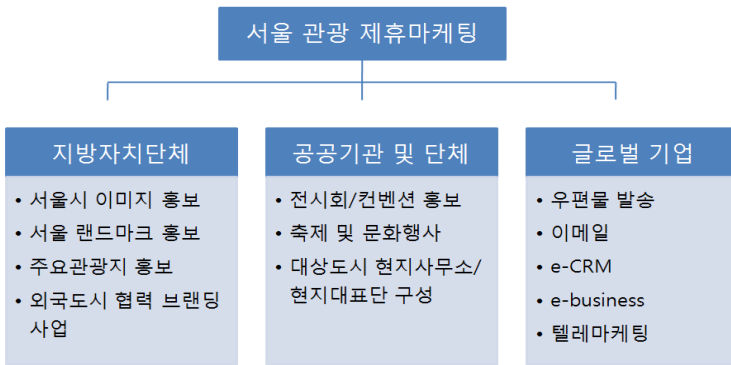 서울 관광 제휴마케팅
지방자치단체
• 서울시 이미지 홍보
• 서울 랜드마크 홍보
• 주요관광지 홍보
• 외국도시 협력 브랜딩
사업
공공기관 및 단체
• 전시회/컨벤션 홍보
• 축제 및 문화행사
• 대상도시 현지사무소/
현지대표단 구성
글로벌 기업
• 우편물 발송
• 이메일
• e-CRM
• e-business
• 텔레마케팅